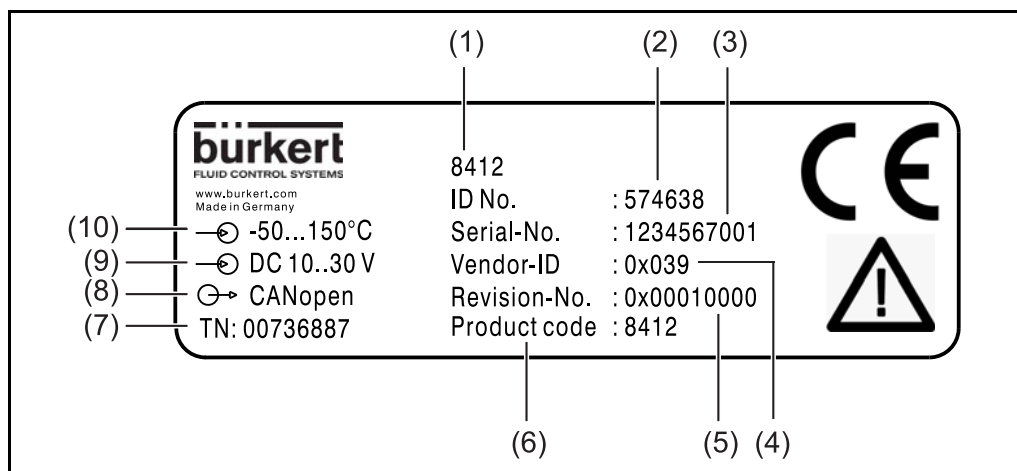 (1)
(2)
(3)
bürkert
FLUID CONTROL SYSTEMS
www.burkert.com
Made in Germany
8412
ID No. : 574638
Serial-No. : 1234567001
Vendor-ID : 0x039
Revision-No. : 0x00010000
Product code : 8412
(10) -50...150°C
(9) DC 10..30 V
(8) CANopen
(7) TN: 00736887
CE
(6)
(5)
(4)